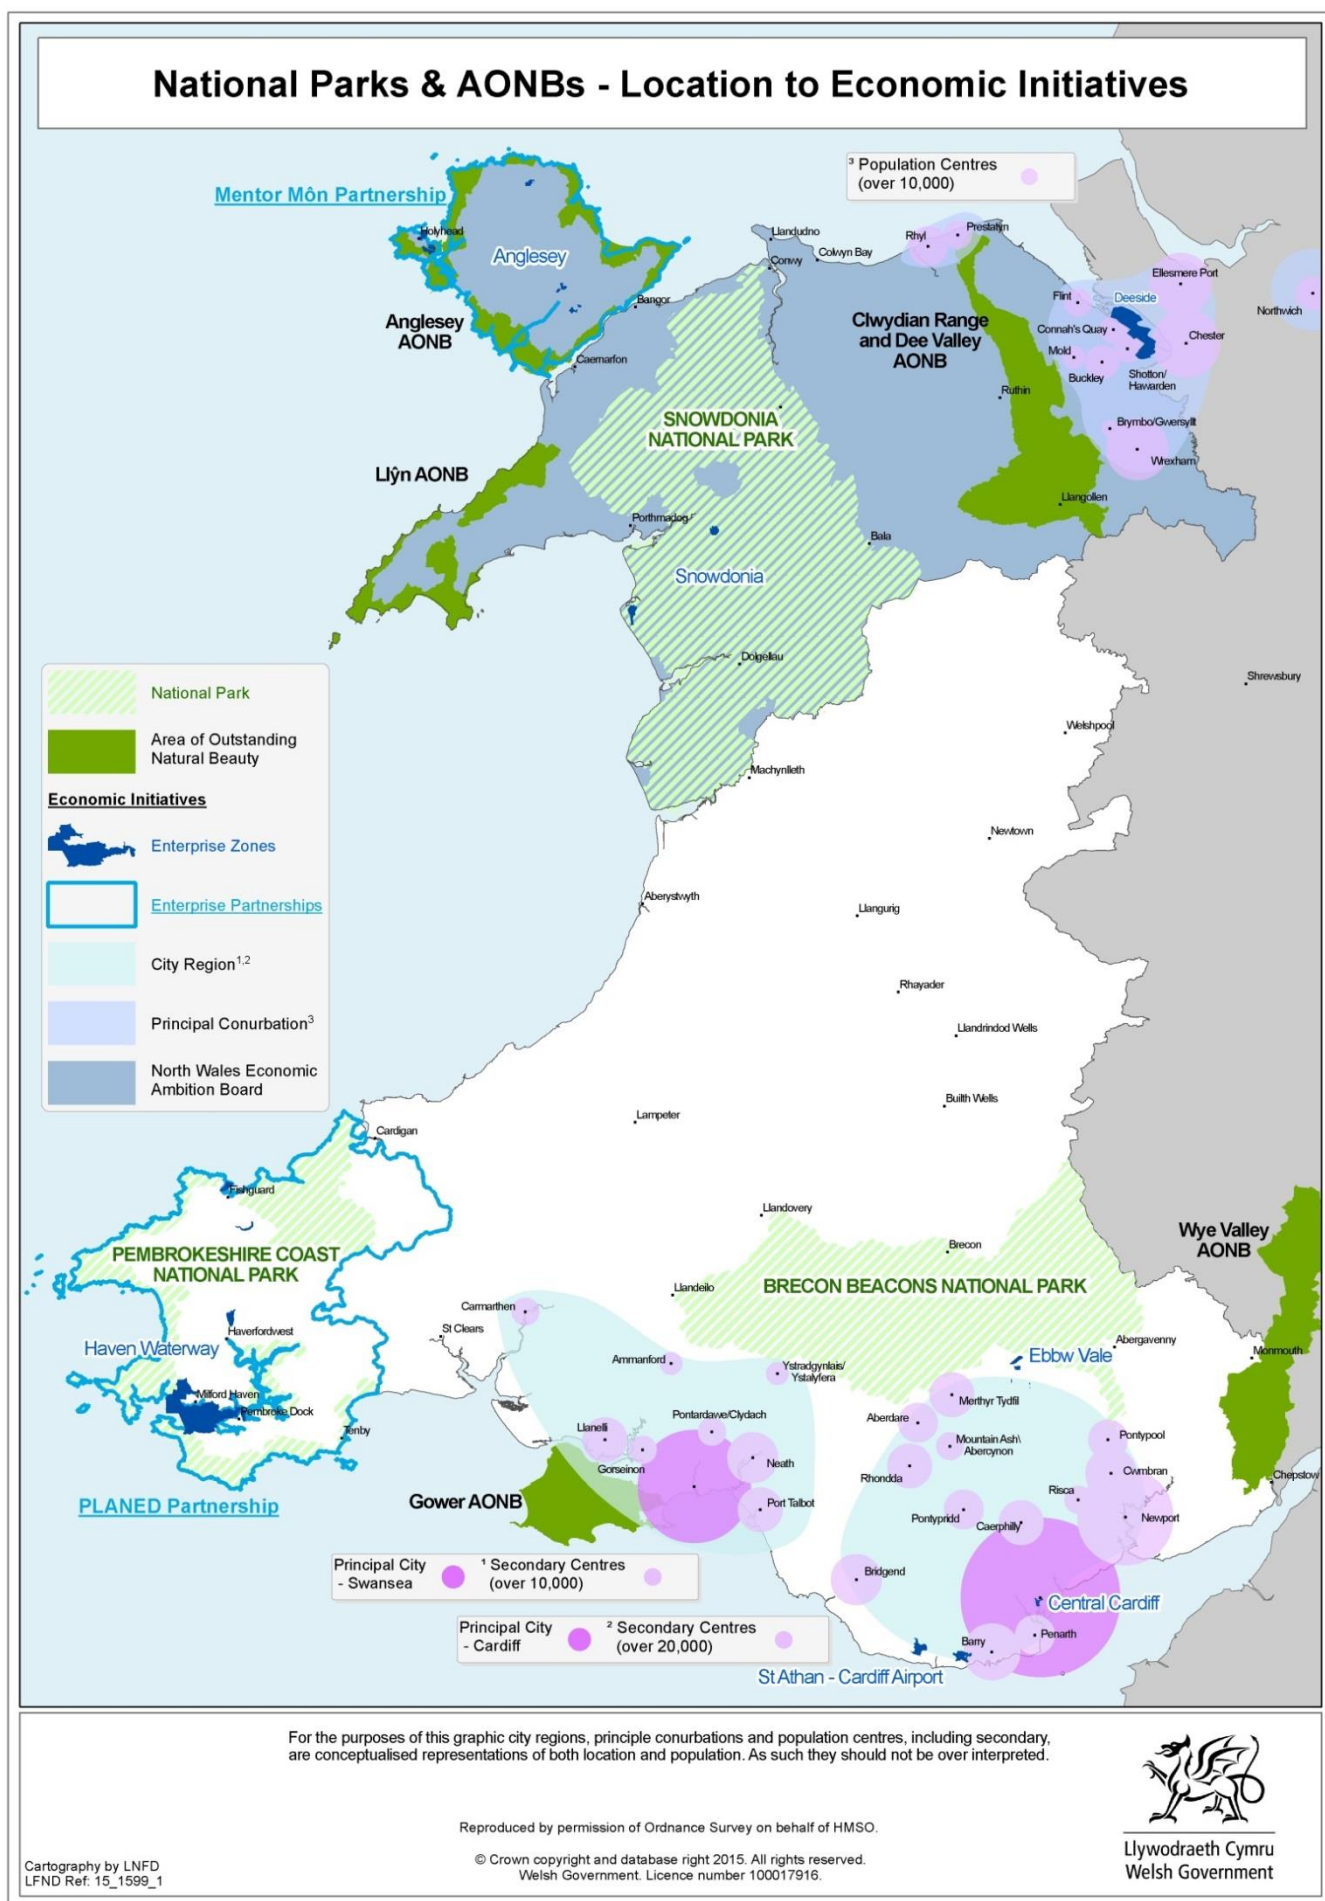 National Parks & AONBs - Location to Economic Initiatives
³ Population Centres
(over 10,000)
Mentor Môn Partnership
Holyhead
Anglesey
Anglesey
AONB
Bangor
Caernarfon
Llandudno
Conwy
Colwyn Bay
Rhyl
Prestatyn
Clwydian Range
and Dee Valley
AONB
Ellesmere Port
Flint
Deeside
Northwich
Connah's Quay
Chester
Mold
Buckley
Shotton/
Hawarden
Ruthin
Brymbo/Gwersyllt
Wrexham
Llangollen
SNOWDONIA
NATIONAL PARK
Llŷn AONB
Porthmadog
Bala
Snowdonia
Dolgellau
Shrewsbury
Welshpool
Machynlleth
Newtown
Aberystwyth
Llangurig
Rhayader
Llandrindod Wells
Builth Wells
Lampeter
National Park
Area of Outstanding
Natural Beauty
Economic Initiatives
Enterprise Zones
Enterprise Partnerships
City Region¹,²
Principal Conurbation³
North Wales Economic
Ambition Board
Cardigan
Fishguard
PEMBROKESHIRE COAST
NATIONAL PARK
Haverfordwest
Haven Waterway
Milford Haven
Pembroke Dock
Tenby
PLANED Partnership
Llandovery
Brecon
Wye Valley
AONB
Llandeilo
BRECON BEACONS NATIONAL PARK
Carmarthen
St Clears
Abergavenny
Monmouth
Ebbw Vale
Ammanford
Ystradgynlais/
Ystalyfera
Merthyr Tydfil
Aberdare
Pontardawe/Clydach
Llanelli
Mountain Ash\
Abercynon
Pontypool
Neath
Gorseinon
Rhondda
Cwmbran
Chepstow
Gower AONB
Port Talbot
Risca
Pontypridd
Caerphilly
Newport
Bridgend
Principal City
- Swansea
¹ Secondary Centres
(over 10,000)
Central Cardiff
Principal City
- Cardiff
² Secondary Centres
(over 20,000)
Barry
Penarth
St Athan - Cardiff Airport
For the purposes of this graphic city regions, principle conurbations and population centres, including secondary,
are conceptualised representations of both location and population. As such they should not be over interpreted.
Reproduced by permission of Ordnance Survey on behalf of HMSO.
© Crown copyright and database right 2015. All rights reserved.
Welsh Government. Licence number 100017916.
Cartography by LNFD
LFND Ref: 15_1599_1
Llywodraeth Cymru
Welsh Government